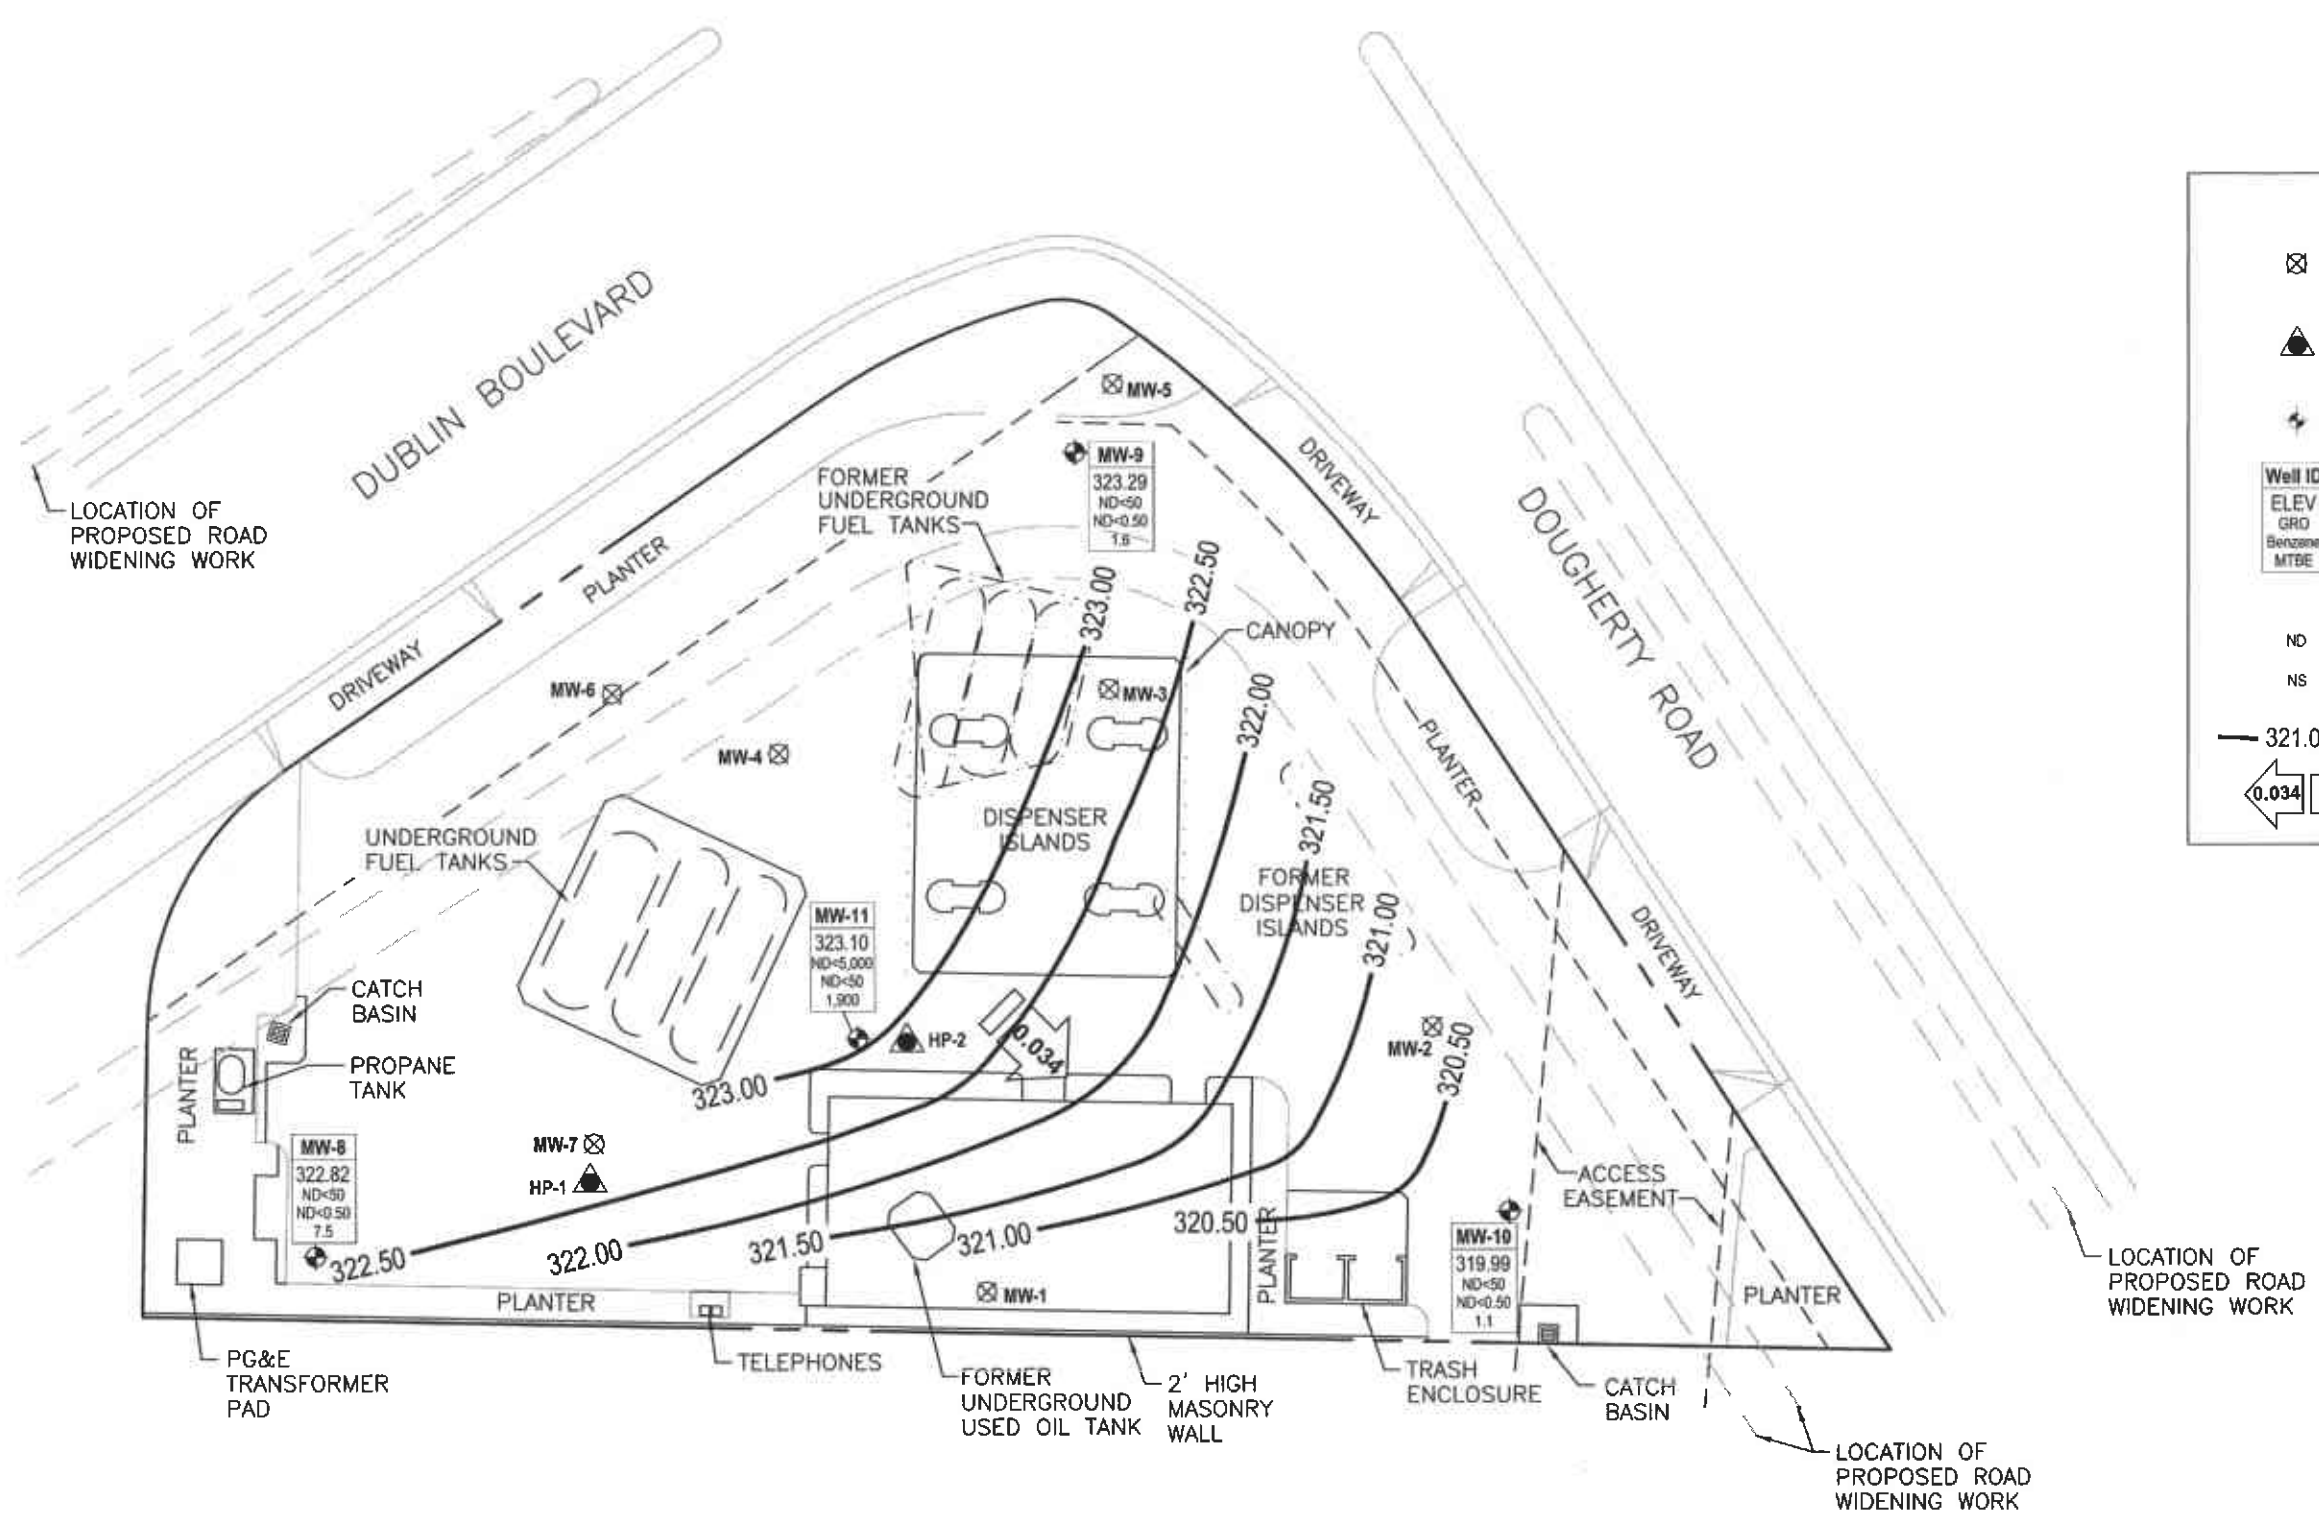 DUBLIN BOULEVARD
LOCATION OF
PROPOSED ROAD
WIDENING WORK
DRIVEWAY
PLANTER
FORMER
UNDERGROUND
FUEL TANKS
MW-5
MW-9
323.29
ND<50
ND<0.50
1.6
DRIVEWAY
DOUGHERTY ROAD
323.00
322.50
CANOPY
MW-6
MW-3
322.00
MW-4
PLANTER
321.50
DISPENSER
ISLANDS
UNDERGROUND
FUEL TANKS
FORMER
DISPENSER
ISLANDS
321.00
DRIVEWAY
MW-11
323.10
ND<5,000
ND<50
1,900
CATCH
BASIN
HP-2
0.034
MW-2
320.50
PLANTER
PROPANE
TANK
323.00
MW-7
HP-1
MW-8
322.82
ND<50
ND<0.50
7.5
322.50
322.00
321.50
321.00
320.50
PLANTER
ACCESS
EASEMENT
MW-10
319.99
ND<50
ND<0.50
1.1
MW-1
PLANTER
PLANTER
PG&E
TRANSFORMER
PAD
TELEPHONES
FORMER
UNDERGROUND
USED OIL TANK
2' HIGH
MASONRY
WALL
TRASH
ENCLOSURE
CATCH
BASIN
LOCATION OF
PROPOSED ROAD
WIDENING WORK
LOCATION OF
PROPOSED ROAD
WIDENING WORK
Well ID
ELEV
GRO
Benzene
MTBE
ND
NS
321.0
0.034